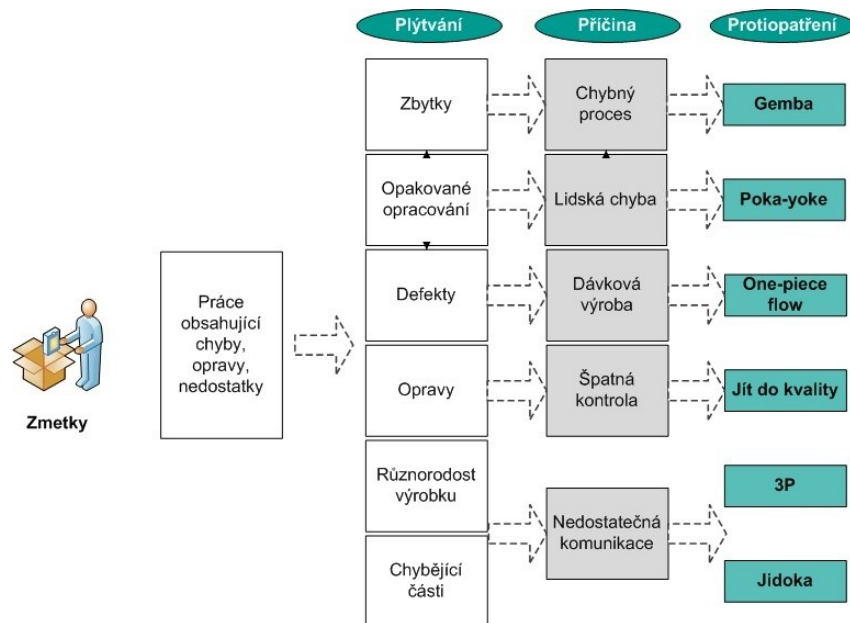 Plýtvání
Příčina
Protiopatření
Zbytky
Chybný
proces
Gemba
Opakované
opracování
Lidská chyba
Poka-yoke
Práce
obsahující
chyby,
opravy,
nedostatky
Zmetky
Defekty
Dávková
výroba
One-piece
flow
Opravy
Špatná
kontrola
Jít do kvality
Různorodost
výrobku
3P
Nedostatečná
komunikace
Chybějící
části
Jidoka